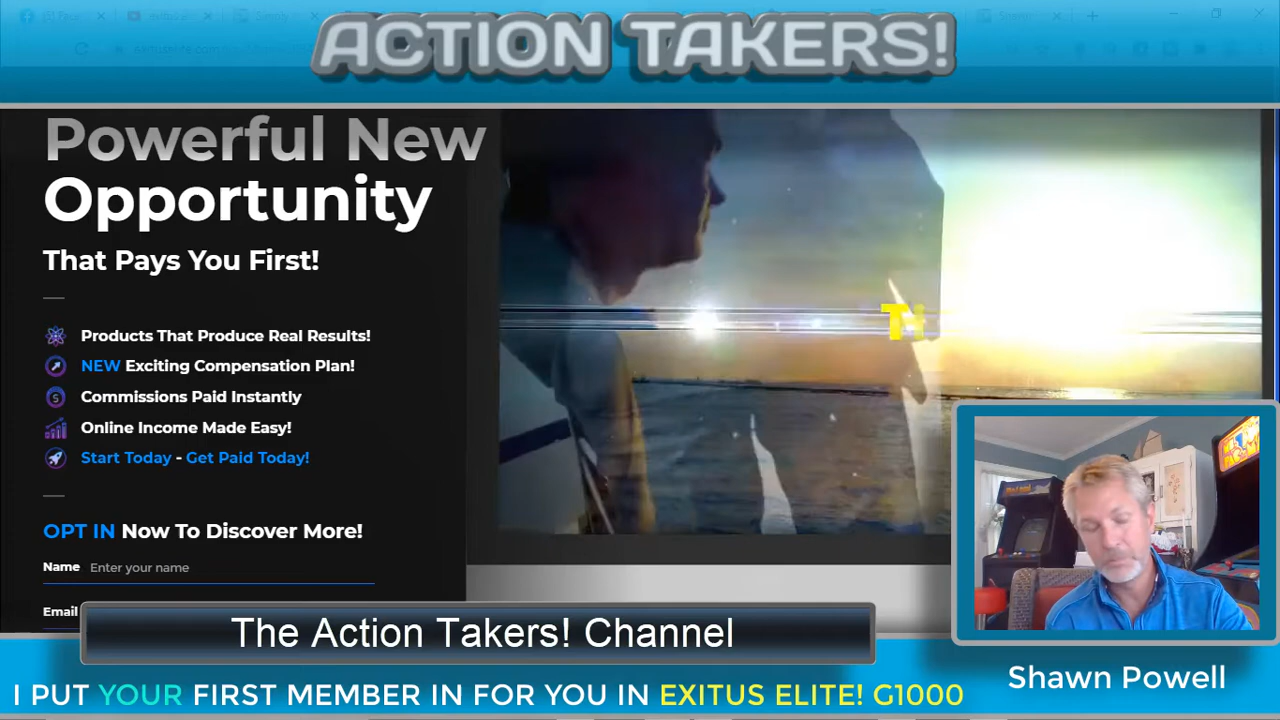 ACTION TAKERS!
Powerful New
Opportunity
That Pays You First!
Products That Produce Real Results!
NEW Exciting Compensation Plan!
Commissions Paid Instantly
Online Income Made Easy!
Start Today - Get Paid Today!
OPT IN Now To Discover More!
Name Enter your name
Email
The Action Takers! Channel
Shawn Powell
I PUT YOUR FIRST MEMBER IN FOR YOU IN EXITUS ELITE! G1000